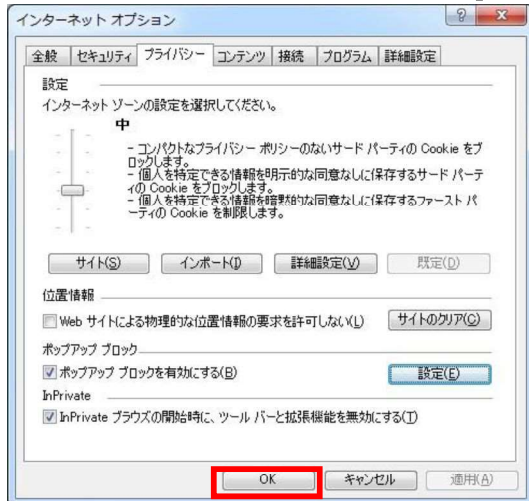 インターネット オプション
全般 セキュリティ プライバシー コンテンツ 接続 プログラム 詳細設定
設定
インターネット ゾーンの設定を選択してください。
中
- コンパクトなプライバシー ポリシーのないサード パーティの Cookie をブ
ロックします。
- 個人を特定できる情報を明示的な同意なしに保存するサード パーテ
ィの Cookie をブロックします。
- 個人を特定できる情報を暗黙的な同意なしに保存するファースト パ
ーティの Cookie を制限します。
サイト(S) インポート(I) 詳細設定(V) 既定(D)
位置情報
Web サイトによる物理的な位置情報の要求を許可しない(L) サイトのクリア(C)
ポップアップ ブロック
ポップアップ ブロックを有効にする(B) 設定(E)
InPrivate
InPrivate ブラウズの開始時に、ツール バーと拡張機能を無効にする(T)
OK キャンセル 適用(A)